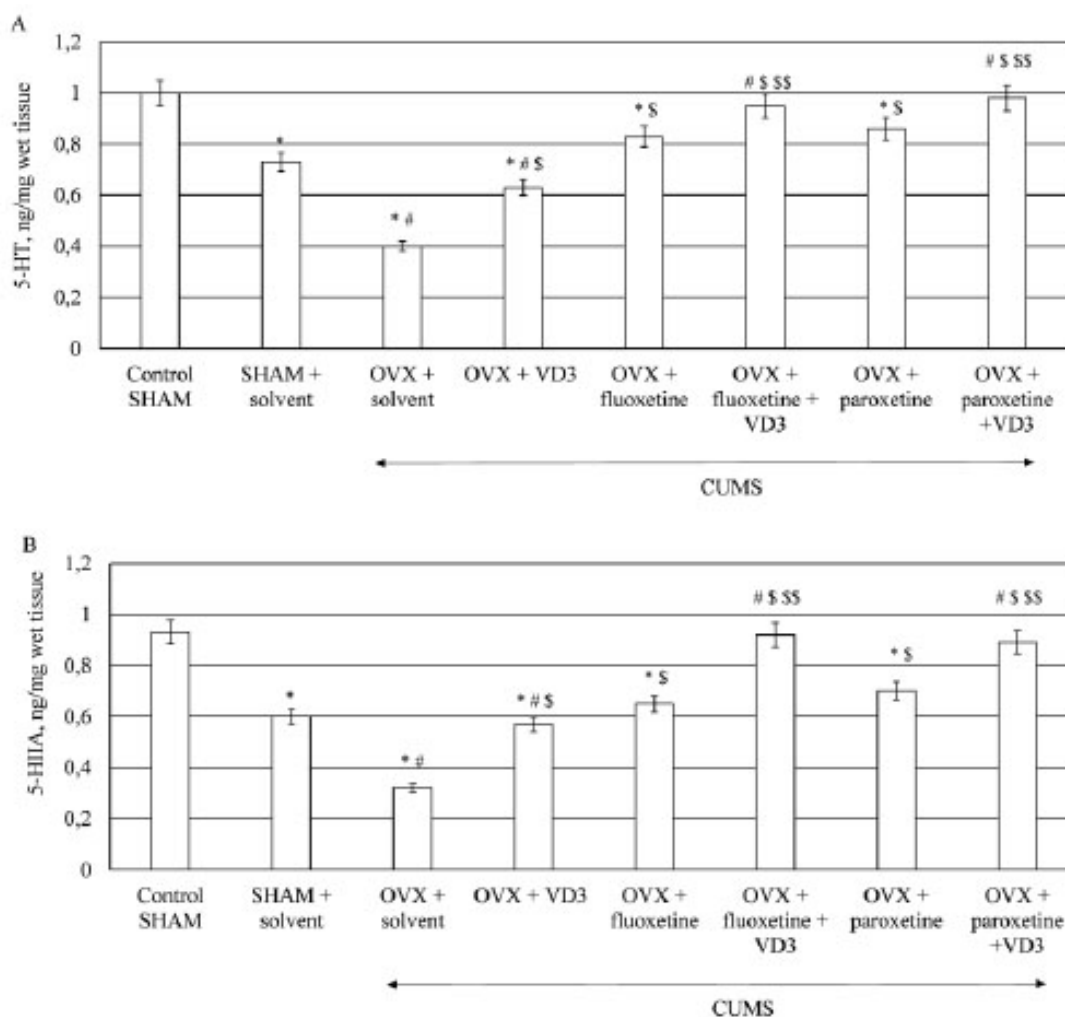 A
1,2
1
0,8
0,6
0,4
0,2
0
5-HT, ng/mg wet tissue
*
* #
* # $
* $
# $ $$
* $
# $ $$
Control SHAM + OVX + OVX + VD3 OVX + OVX + OVX + OVX +
SHAM solvent solvent fluoxetine fluoxetine + paroxetine paroxetine
VD3 +VD3
CUMS
B
1,2
1
0,8
0,6
0,4
0,2
0
5-HIIA, ng/mg wet tissue
*
* #
* # $
* $
# $ $$
* $
# $ $$
Control SHAM + OVX + OVX + VD3 OVX + OVX + OVX + OVX +
SHAM solvent solvent fluoxetine fluoxetine + paroxetine paroxetine
VD3 +VD3
CUMS